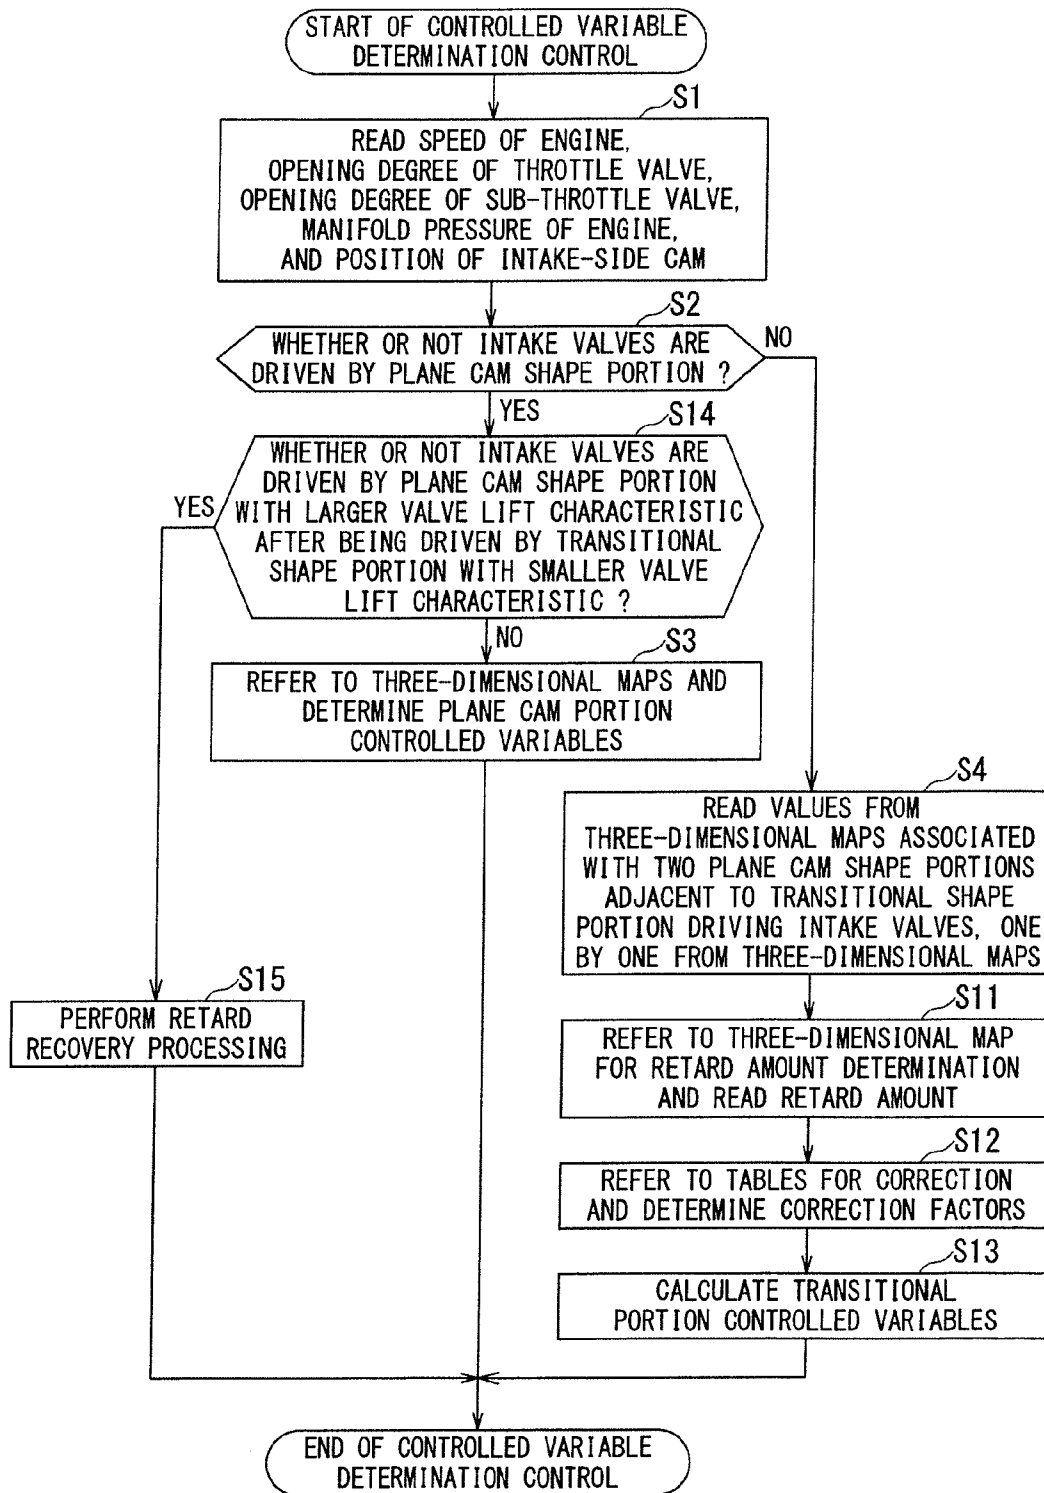 START OF CONTROLLED VARIABLE
DETERMINATION CONTROL
S1
READ SPEED OF ENGINE,
OPENING DEGREE OF THROTTLE VALVE,
OPENING DEGREE OF SUB-THROTTLE VALVE,
MANIFOLD PRESSURE OF ENGINE,
AND POSITION OF INTAKE-SIDE CAM
S2
WHETHER OR NOT INTAKE VALVES ARE
DRIVEN BY PLANE CAM SHAPE PORTION ?
NO
YES
S14
WHETHER OR NOT INTAKE VALVES ARE
DRIVEN BY PLANE CAM SHAPE PORTION
WITH LARGER VALVE LIFT CHARACTERISTIC
AFTER BEING DRIVEN BY TRANSITIONAL
SHAPE PORTION WITH SMALLER VALVE
LIFT CHARACTERISTIC ?
YES
NO
S3
REFER TO THREE-DIMENSIONAL MAPS AND
DETERMINE PLANE CAM PORTION
CONTROLLED VARIABLES
S4
READ VALUES FROM
THREE-DIMENSIONAL MAPS ASSOCIATED
WITH TWO PLANE CAM SHAPE PORTIONS
ADJACENT TO TRANSITIONAL SHAPE
PORTION DRIVING INTAKE VALVES, ONE
BY ONE FROM THREE-DIMENSIONAL MAPS
S15
PERFORM RETARD
RECOVERY PROCESSING
S11
REFER TO THREE-DIMENSIONAL MAP
FOR RETARD AMOUNT DETERMINATION
AND READ RETARD AMOUNT
S12
REFER TO TABLES FOR CORRECTION
AND DETERMINE CORRECTION FACTORS
S13
CALCULATE TRANSITIONAL
PORTION CONTROLLED VARIABLES
END OF CONTROLLED VARIABLE
DETERMINATION CONTROL